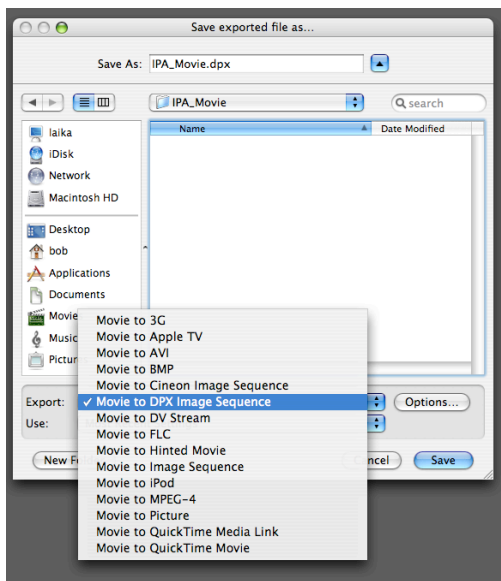 Save exported file as...
Save As: IPA_Movie.dpx
IPA_Movie
search
Name
Date Modified
laika
iDisk
Network
Macintosh HD
Desktop
bob
Applications
Documents
Movie
Music
Pictur
Movie to 3G
Movie to Apple TV
Movie to AVI
Movie to BMP
Movie to Cineon Image Sequence
Export: ✓ Movie to DPX Image Sequence Options...
Movie to DV Stream
Use:
Movie to FLC
Movie to Hinted Movie
New F
Movie to Image Sequence
ncel
Save
Movie to iPod
Movie to MPEG-4
Movie to Picture
Movie to QuickTime Media Link
Movie to QuickTime Movie